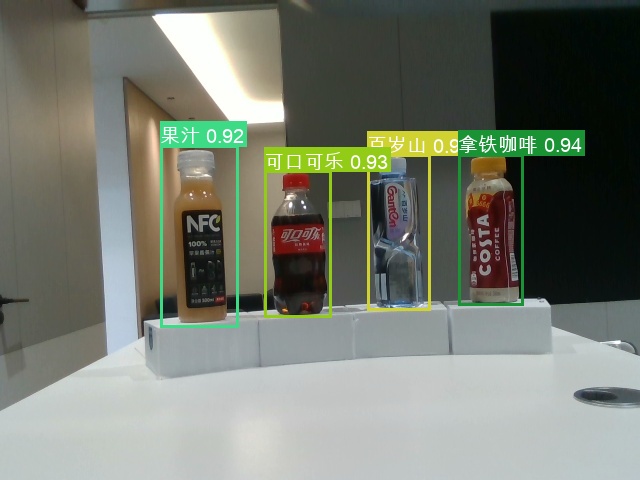 果汁 0.92
可口可乐 0.93
百岁山 0.9
拿铁咖啡 0.94
NFC
100%
可口可乐
Ganten
COSTA
COFFEE